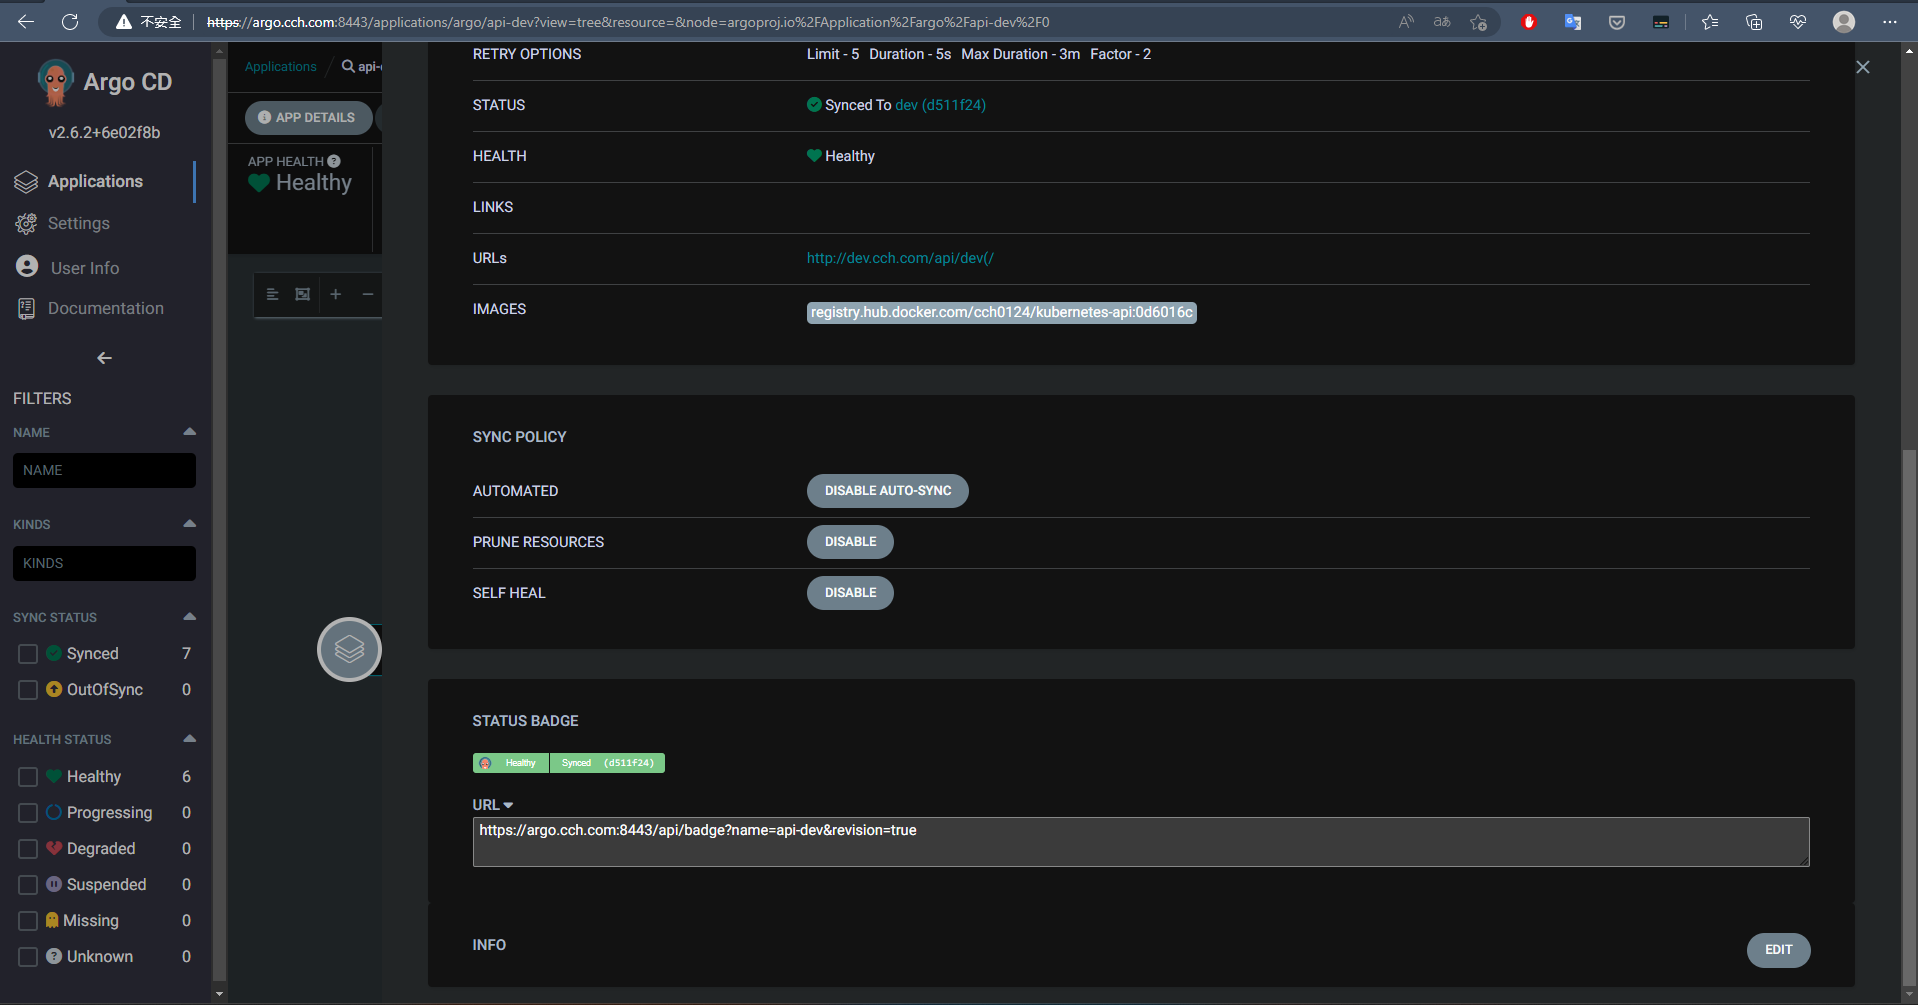 不安全 https://argo.cch.com:8443/applications/argo/api-dev?view=tree&resource=&node=argoproj.io%2FApplication%2Fargo%2Fapi-dev%2F0
Argo CD
v2.6.2+6e02f8b
Applications
Settings
User Info
Documentation
FILTERS
NAME
NAME
KINDS
KINDS
SYNC STATUS
Synced 7
OutOfSync 0
HEALTH STATUS
Healthy 6
Progressing 0
Degraded 0
Suspended 0
Missing 0
Unknown 0
Applications / api-
APP DETAILS
APP HEALTH
Healthy
RETRY OPTIONS Limit - 5 Duration - 5s Max Duration - 3m Factor - 2
STATUS Synced To dev (d511f24)
HEALTH Healthy
LINKS
URLs http://dev.cch.com/api/dev(/
IMAGES registry.hub.docker.com/cch0124/kubernetes-api:0d6016c
SYNC POLICY
AUTOMATED DISABLE AUTO-SYNC
PRUNE RESOURCES DISABLE
SELF HEAL DISABLE
STATUS BADGE
Healthy Synced (d511f24)
URL
https://argo.cch.com:8443/api/badge?name=api-dev&revision=true
INFO EDIT